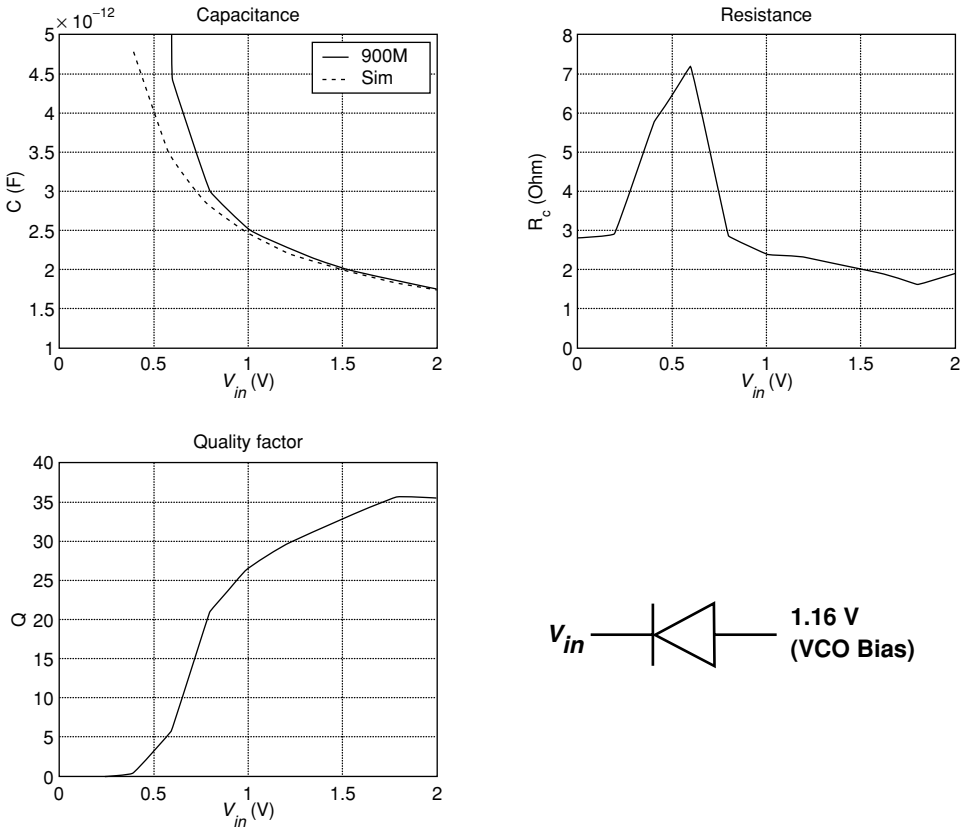 Capacitance
× 10⁻¹²
5
4.5
4
3.5
3
2.5
2
1.5
1
C (F)
0 0.5 1 1.5 2
V_in (V)
900M
Sim
Resistance
8
7
6
5
4
3
2
1
0
R_c (Ohm)
0 0.5 1 1.5 2
V_in (V)
Quality factor
40
35
30
25
20
15
10
5
0
Q
0 0.5 1 1.5 2
V_in (V)
V_in
1.16 V
(VCO Bias)